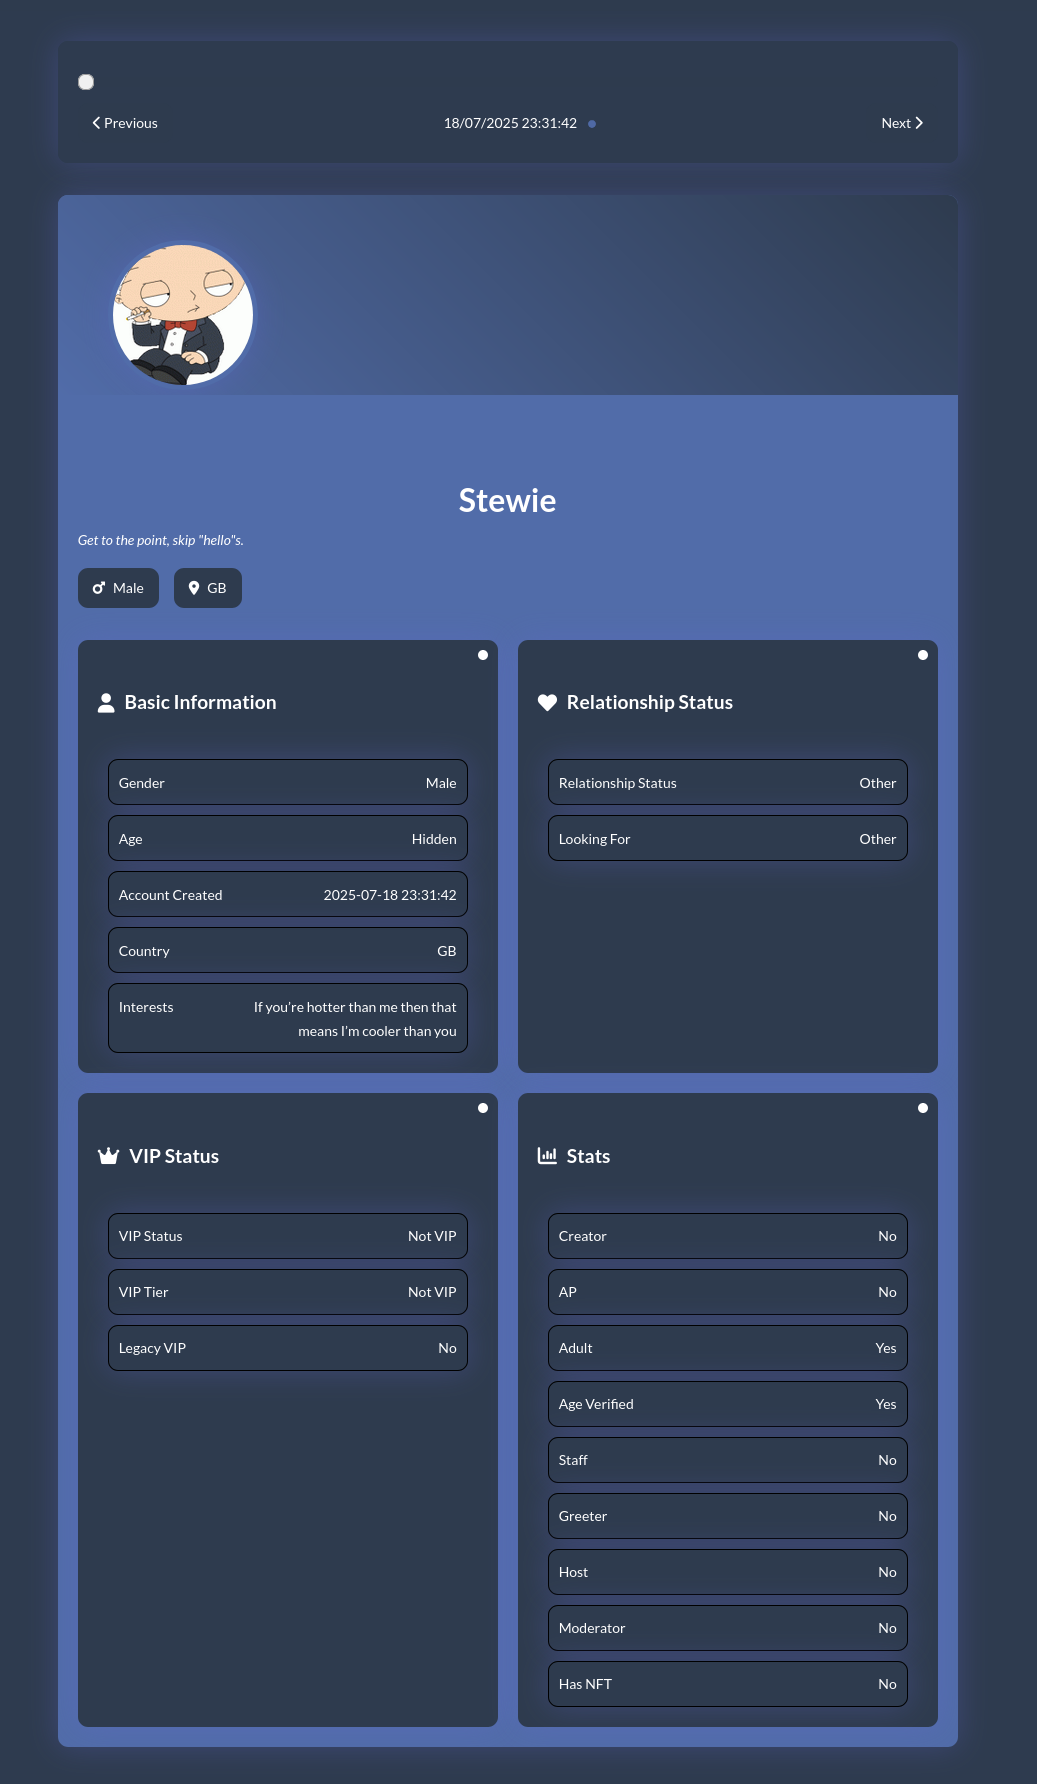 Previous
18/07/2025 23:31:42
Next
Stewie
Get to the point, skip "hello"s.
Male
GB
Basic Information
Gender Male
Age Hidden
Account Created 2025-07-18 23:31:42
Country GB
Interests If you're hotter than me then that
means I'm cooler than you
Relationship Status
Relationship Status Other
Looking For Other
VIP Status
VIP Status Not VIP
VIP Tier Not VIP
Legacy VIP No
Stats
Creator No
AP No
Adult Yes
Age Verified Yes
Staff No
Greeter No
Host No
Moderator No
Has NFT No